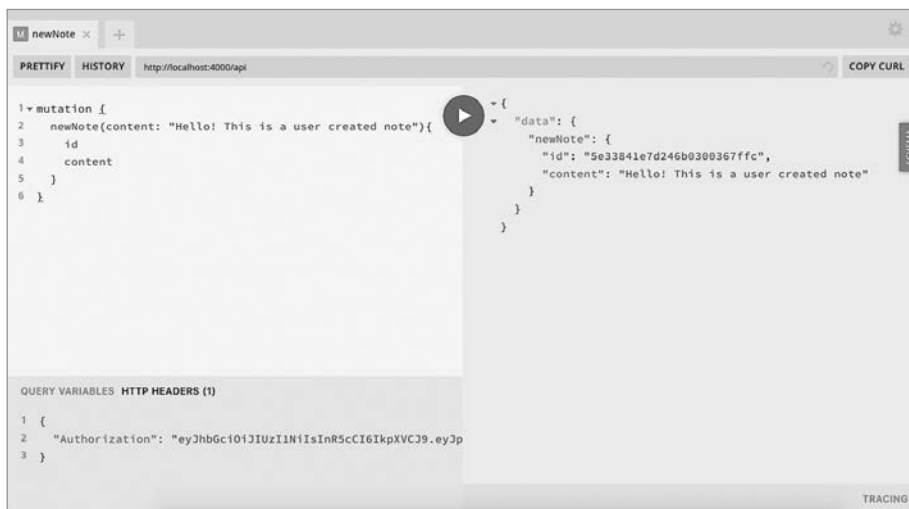 M newNote × +
PRETTIFY HISTORY http://localhost:4000/api COPY CURL
1 mutation {
2 newNote(content: "Hello! This is a user created note"){
3 id
4 content
5 }
6 }
{
"data": {
"newNote": {
"id": "5e33841e7d246b0300367ffc",
"content": "Hello! This is a user created note"
}
}
}
SCHEMA
QUERY VARIABLES HTTP HEADERS (1)
1 {
2 "Authorization": "eyJhbGciOiJIUzI1NiIsInR5cCI6IkpXVCJ9.eyJp
3 }
TRACING